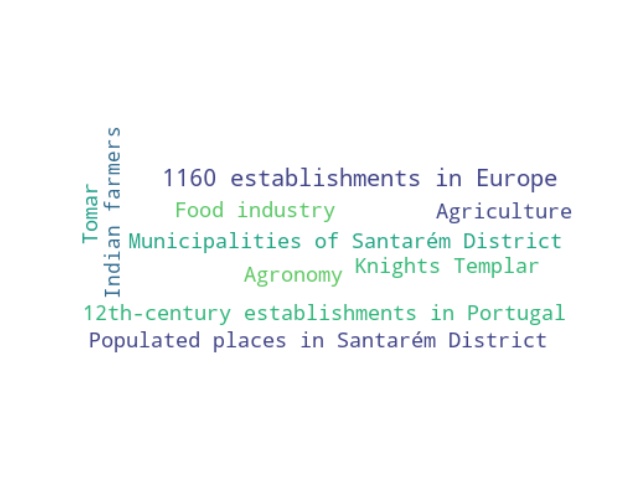 Tomar
Indian farmers
1160 establishments in Europe
Food industry
Agriculture
Municipalities of Santarém District
Knights Templar
Agronomy
12th-century establishments in Portugal
Populated places in Santarém District